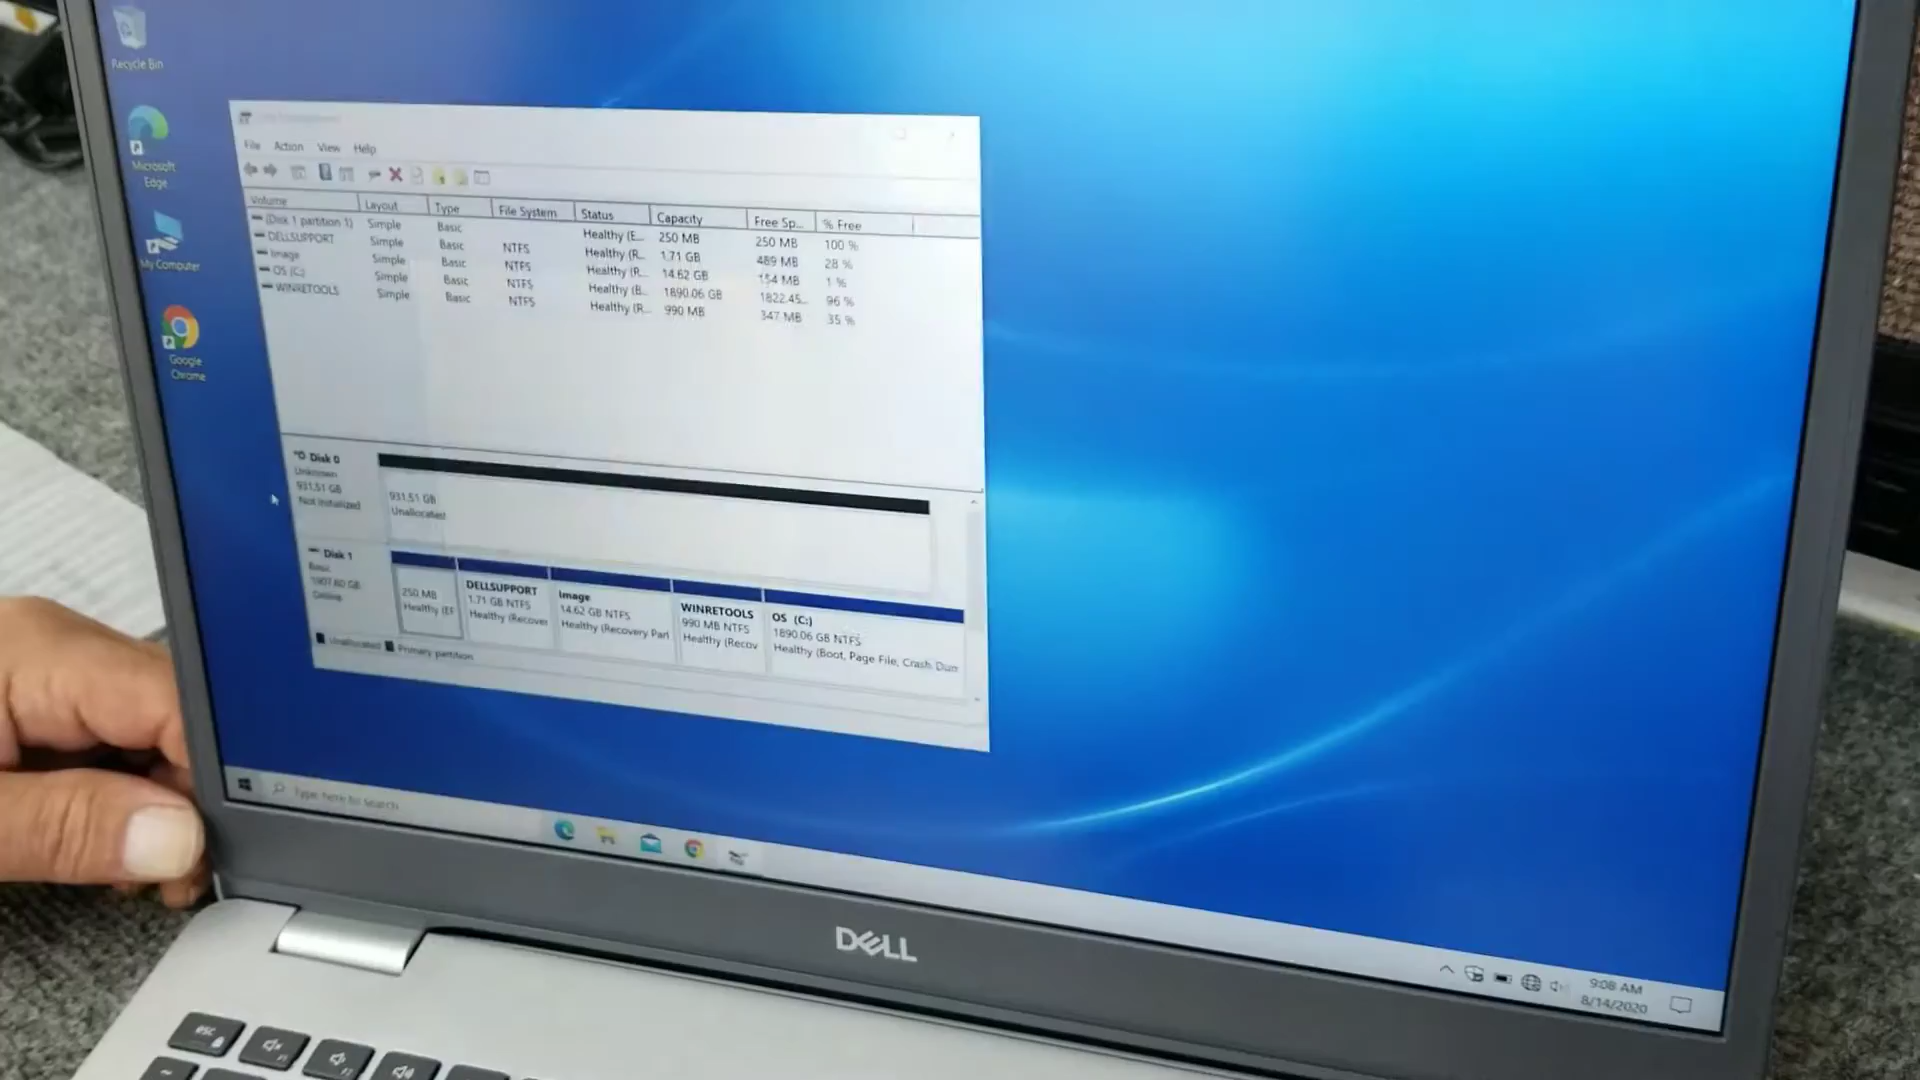 Recycle Bin
Microsoft
Edge
My Computer
Google
Chrome
File Action View Help
Volume Layout Type File System Status Capacity Free Sp... % Free
(Disk 1 partition 1) Simple Basic Healthy (E... 250 MB 250 MB 100 %
DELLSUPPORT Simple Basic NTFS Healthy (R... 1.71 GB 489 MB 28 %
Image Simple Basic NTFS Healthy (R... 14.62 GB 154 MB 1 %
OS (C:) Simple Basic NTFS Healthy (B... 1890.06 GB 1822.45... 96 %
WINRETOOLS Simple Basic NTFS Healthy (R... 990 MB 347 MB 35 %
Disk 0
Unknown
931.51 GB
Not Initialized
931.51 GB
Unallocated
Disk 1
Basic
1907.60 GB
Online
250 MB
Healthy (EF
DELLSUPPORT
1.71 GB NTFS
Healthy (Recover
Image
14.62 GB NTFS
Healthy (Recovery Part
WINRETOOLS
990 MB NTFS
Healthy (Recov
OS (C:)
1890.06 GB NTFS
Healthy (Boot, Page File, Crash Dum
Unallocated Primary partition
Type here to search
9:08 AM
8/14/2020
DELL
esc